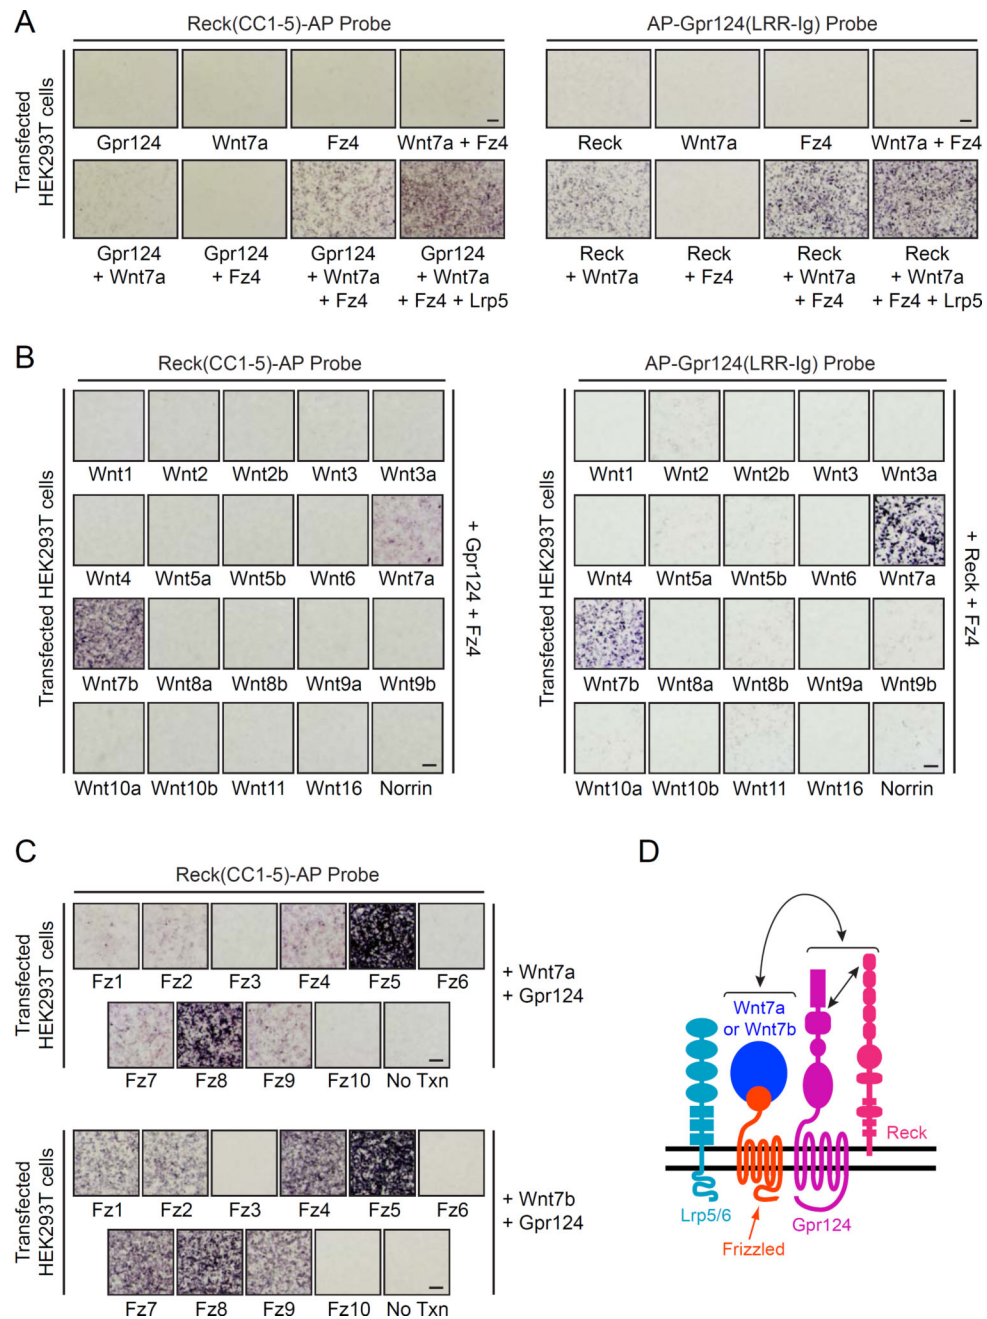 A
Reck(CC1-5)-AP Probe
AP-Gpr124(LRR-Ig) Probe
Transfected
HEK293T cells
Gpr124
Wnt7a
Fz4
Wnt7a + Fz4
Reck
Wnt7a
Fz4
Wnt7a + Fz4
Gpr124
+ Wnt7a
Gpr124
+ Fz4
Gpr124
+ Wnt7a
+ Fz4
Gpr124
+ Wnt7a
+ Fz4 + Lrp5
Reck
+ Wnt7a
Reck
+ Fz4
Reck
+ Wnt7a
+ Fz4
Reck
+ Wnt7a
+ Fz4 + Lrp5
B
Reck(CC1-5)-AP Probe
Transfected HEK293T cells
Wnt1 Wnt2 Wnt2b Wnt3 Wnt3a
Wnt4 Wnt5a Wnt5b Wnt6 Wnt7a
Wnt7b Wnt8a Wnt8b Wnt9a Wnt9b
Wnt10a Wnt10b Wnt11 Wnt16 Norrin
+ Gpr124 + Fz4
AP-Gpr124(LRR-Ig) Probe
Transfected HEK293T cells
Wnt1 Wnt2 Wnt2b Wnt3 Wnt3a
Wnt4 Wnt5a Wnt5b Wnt6 Wnt7a
Wnt7b Wnt8a Wnt8b Wnt9a Wnt9b
Wnt10a Wnt10b Wnt11 Wnt16 Norrin
+ Reck + Fz4
C
Reck(CC1-5)-AP Probe
Transfected
HEK293T cells
Fz1 Fz2 Fz3 Fz4 Fz5 Fz6
Fz7 Fz8 Fz9 Fz10 No Txn
+ Wnt7a
+ Gpr124
Transfected
HEK293T cells
Fz1 Fz2 Fz3 Fz4 Fz5 Fz6
Fz7 Fz8 Fz9 Fz10 No Txn
+ Wnt7b
+ Gpr124
D
Wnt7a
or Wnt7b
Reck
Lrp5/6
Gpr124
Frizzled